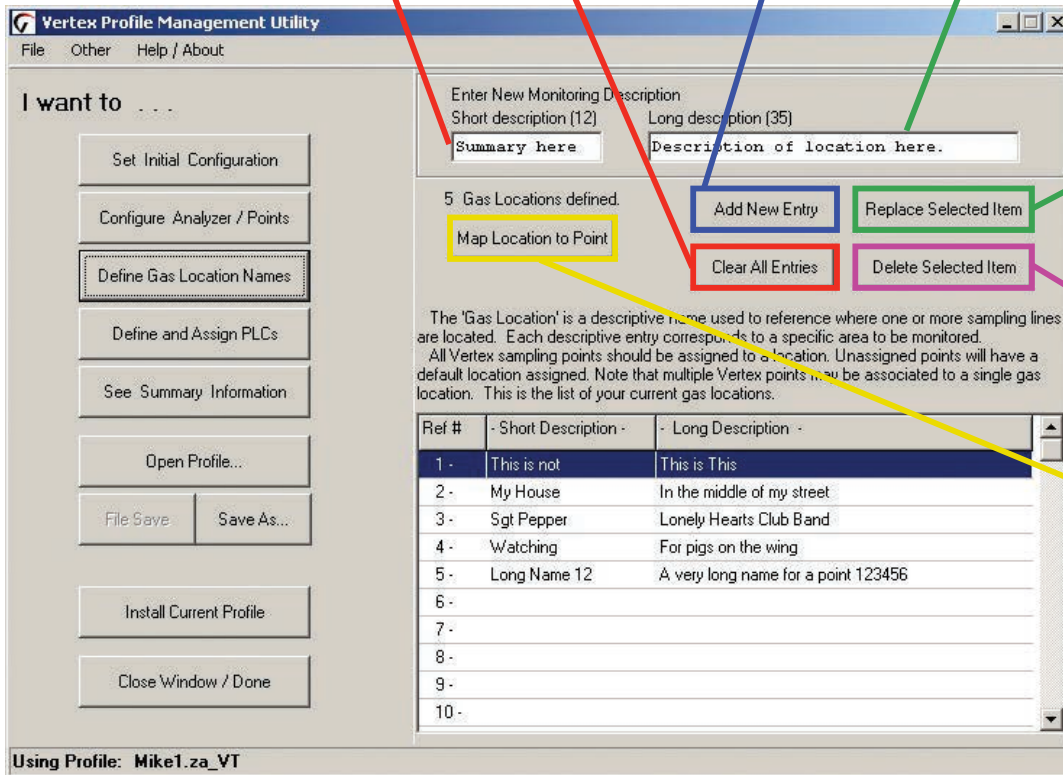 Vertex Profile Management Utility
File Other Help / About
I want to . . .
Set Initial Configuration
Configure Analyzer / Points
Define Gas Location Names
Define and Assign PLCs
See Summary Information
Open Profile...
File Save Save As...
Install Current Profile
Close Window / Done
Enter New Monitoring Description
Short description (12) Long description (35)
Summary here Description of location here.
5 Gas Locations defined.
Map Location to Point
Add New Entry Replace Selected Item
Clear All Entries Delete Selected Item
The 'Gas Location' is a descriptive name used to reference where one or more sampling lines
are located. Each descriptive entry corresponds to a specific area to be monitored.
All Vertex sampling points should be assigned to a location. Unassigned points will have a
default location assigned. Note that multiple Vertex points may be associated to a single gas
location. This is the list of your current gas locations.
Ref # - Short Description - - Long Description -
1 - This is not This is This
2 - My House In the middle of my street
3 - Sgt Pepper Lonely Hearts Club Band
4 - Watching For pigs on the wing
5 - Long Name 12 A very long name for a point 123456
6 -
7 -
8 -
9 -
10 -
Using Profile: Mike1.za_VT